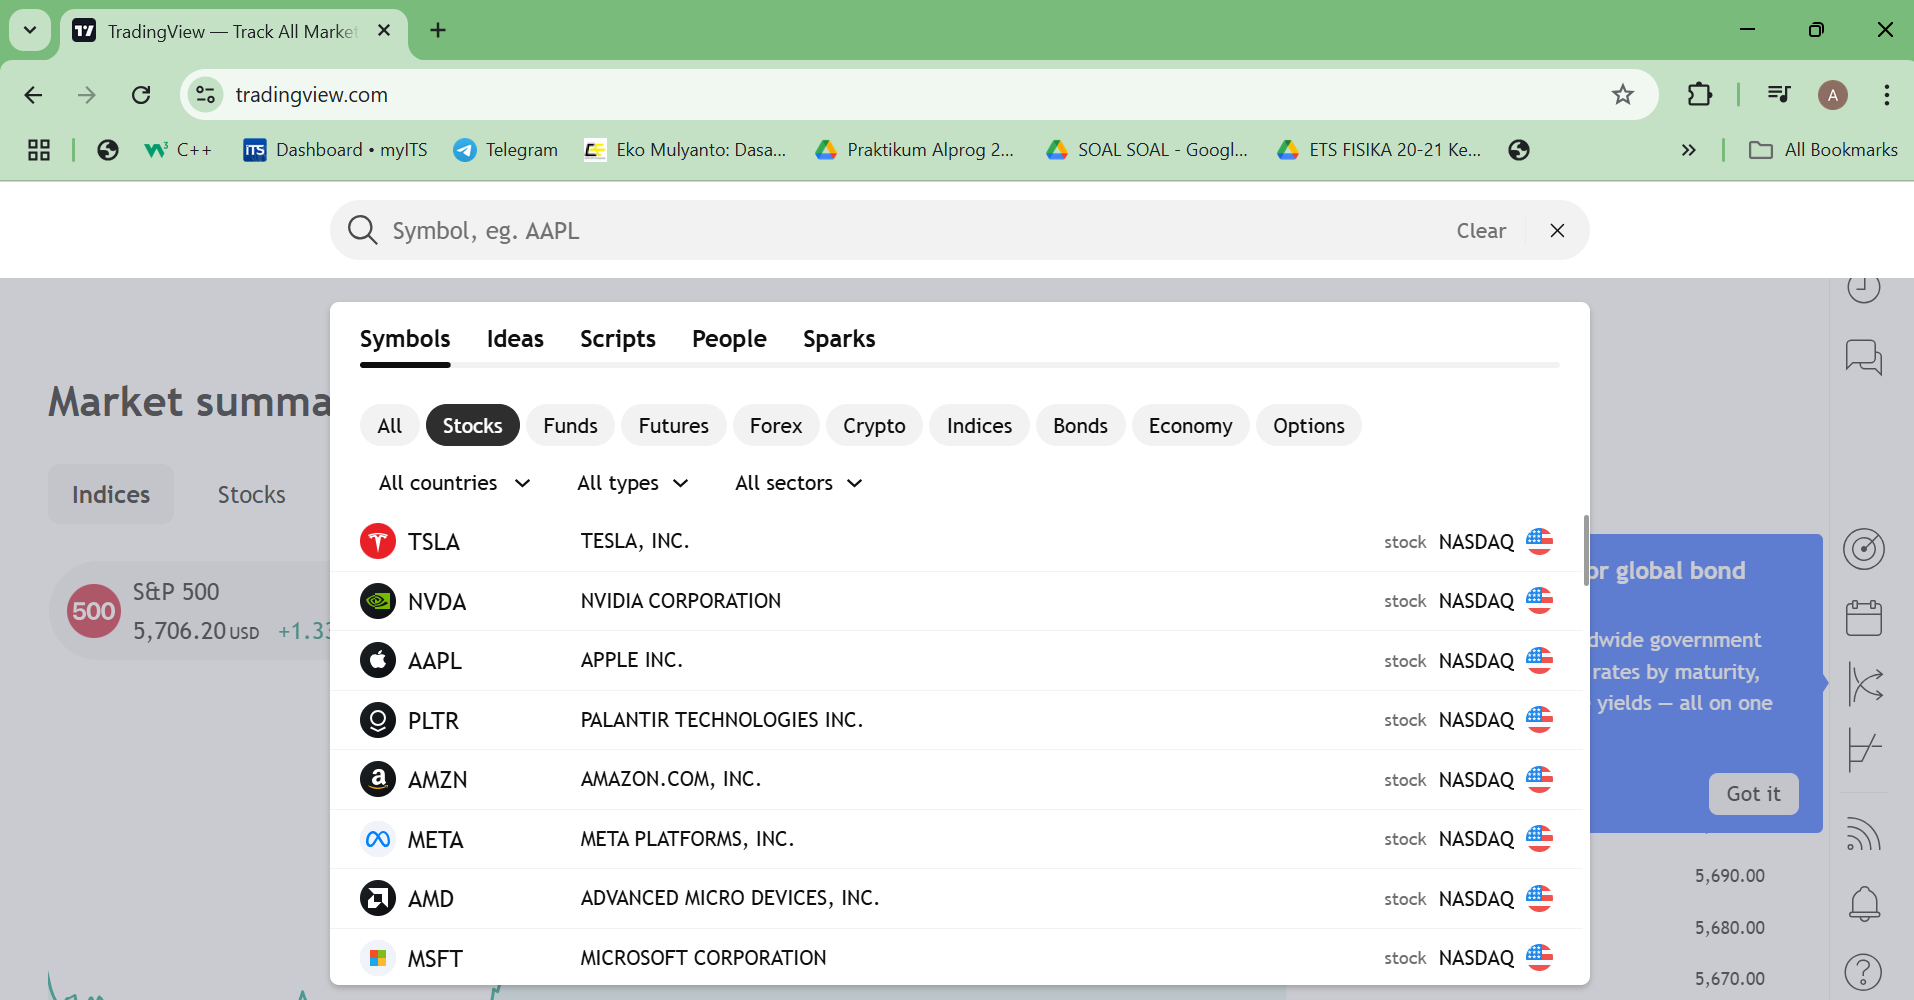 TradingView — Track All Market
tradingview.com
A
C++
ITS
Dashboard • myITS
Telegram
Eko Mulyanto: Dasa...
Praktikum Alprog 2...
SOAL SOAL - Googl...
ETS FISIKA 20-21 Ke...
All Bookmarks
Symbol, eg. AAPL
Clear
Symbols Ideas Scripts People Sparks
Market summa
All Stocks Funds Futures Forex Crypto Indices Bonds Economy Options
All countries All types All sectors
Indices Stocks
TSLA TESLA, INC. stock NASDAQ
NVDA NVIDIA CORPORATION stock NASDAQ
AAPL APPLE INC. stock NASDAQ
PLTR PALANTIR TECHNOLOGIES INC. stock NASDAQ
AMZN AMAZON.COM, INC. stock NASDAQ
META META PLATFORMS, INC. stock NASDAQ
AMD ADVANCED MICRO DEVICES, INC. stock NASDAQ
MSFT MICROSOFT CORPORATION stock NASDAQ
500
S&P 500
5,706.20 USD +1.33
or global bond
dwide government
rates by maturity,
yields — all on one
Got it
5,690.00
5,680.00
5,670.00